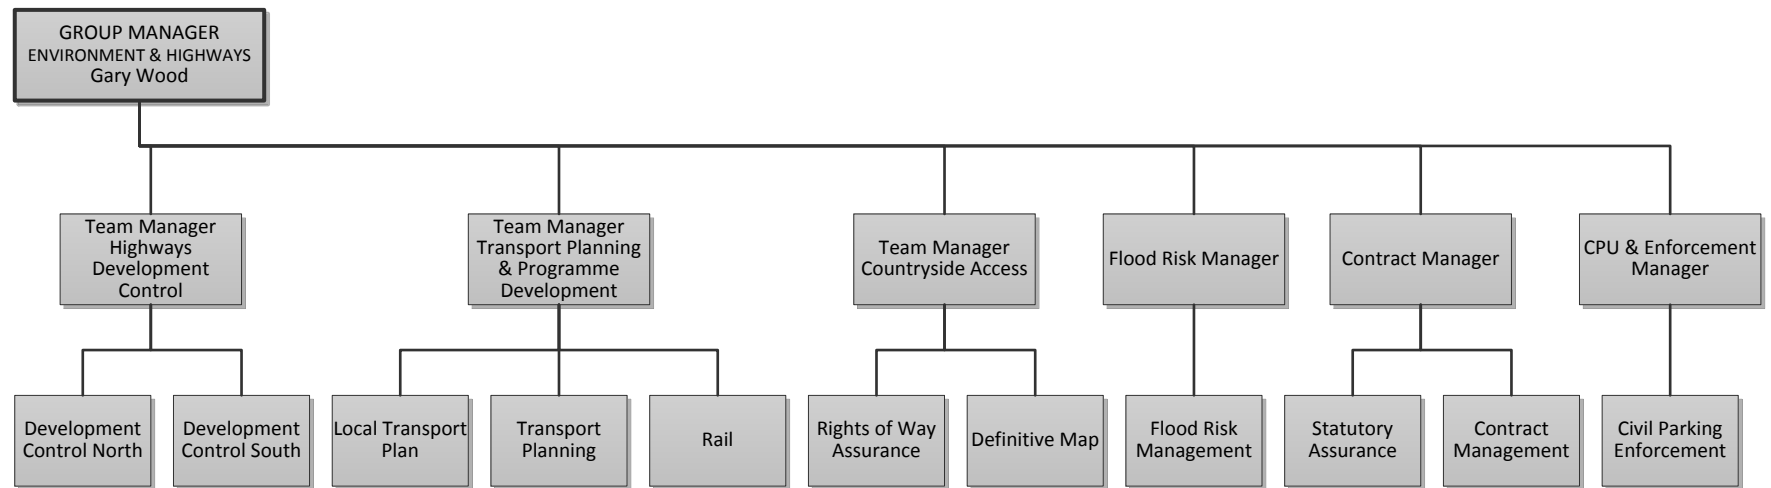 GROUP MANAGER
ENVIRONMENT & HIGHWAYS
Gary Wood
Team Manager
Highways
Development
Control
Team Manager
Transport Planning
& Programme
Development
Team Manager
Countryside Access
Flood Risk Manager
Contract Manager
CPU & Enforcement
Manager
Development
Control North
Development
Control South
Local Transport
Plan
Transport
Planning
Rail
Rights of Way
Assurance
Definitive Map
Flood Risk
Management
Statutory
Assurance
Contract
Management
Civil Parking
Enforcement